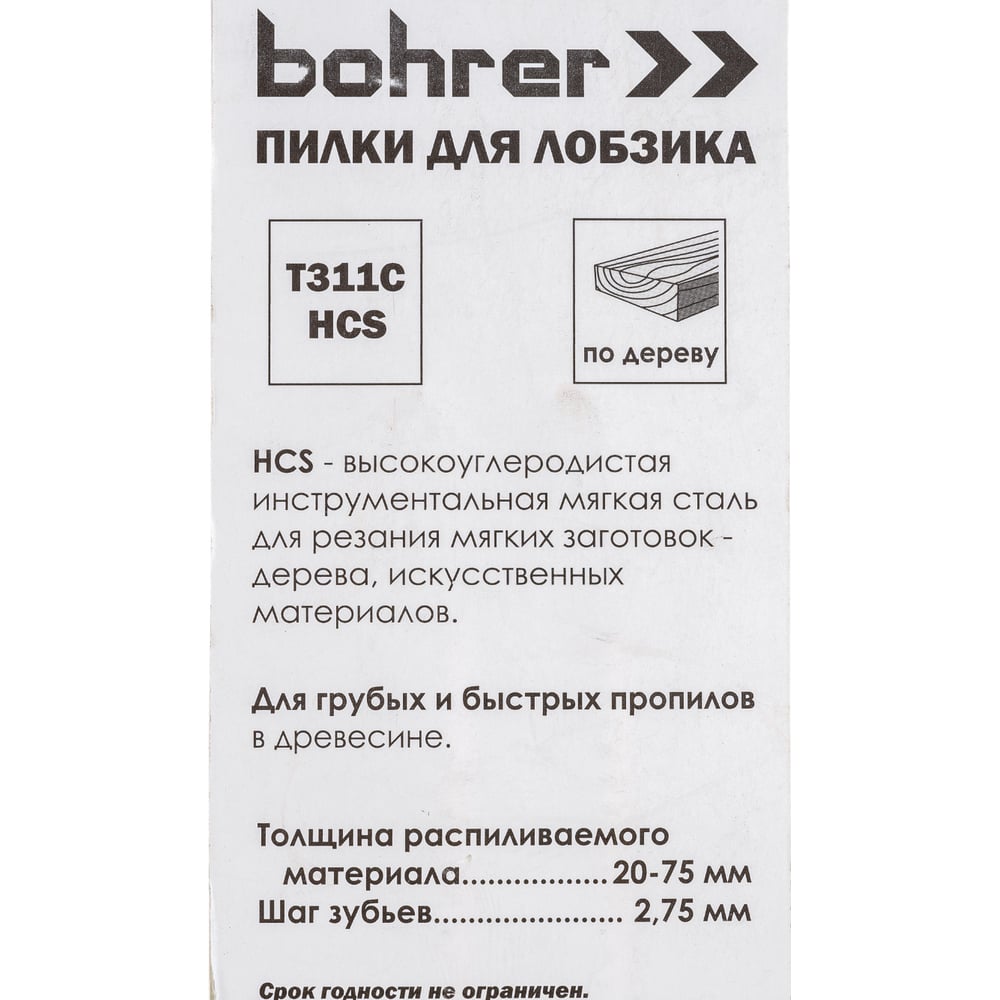 bohrer
ПИЛКИ ДЛЯ ЛОБЗИКА
T311C
HCS
по дереву
HCS - высокоуглеродистая
инструментальная мягкая сталь
для резания мягких заготовок -
дерева, искусственных
материалов.
Для грубых и быстрых пропилов
в древесине.
Толщина распиливаемого
материала.................20-75 мм
Шаг зубьев...................... 2,75 мм
Срок годности не ограничен.